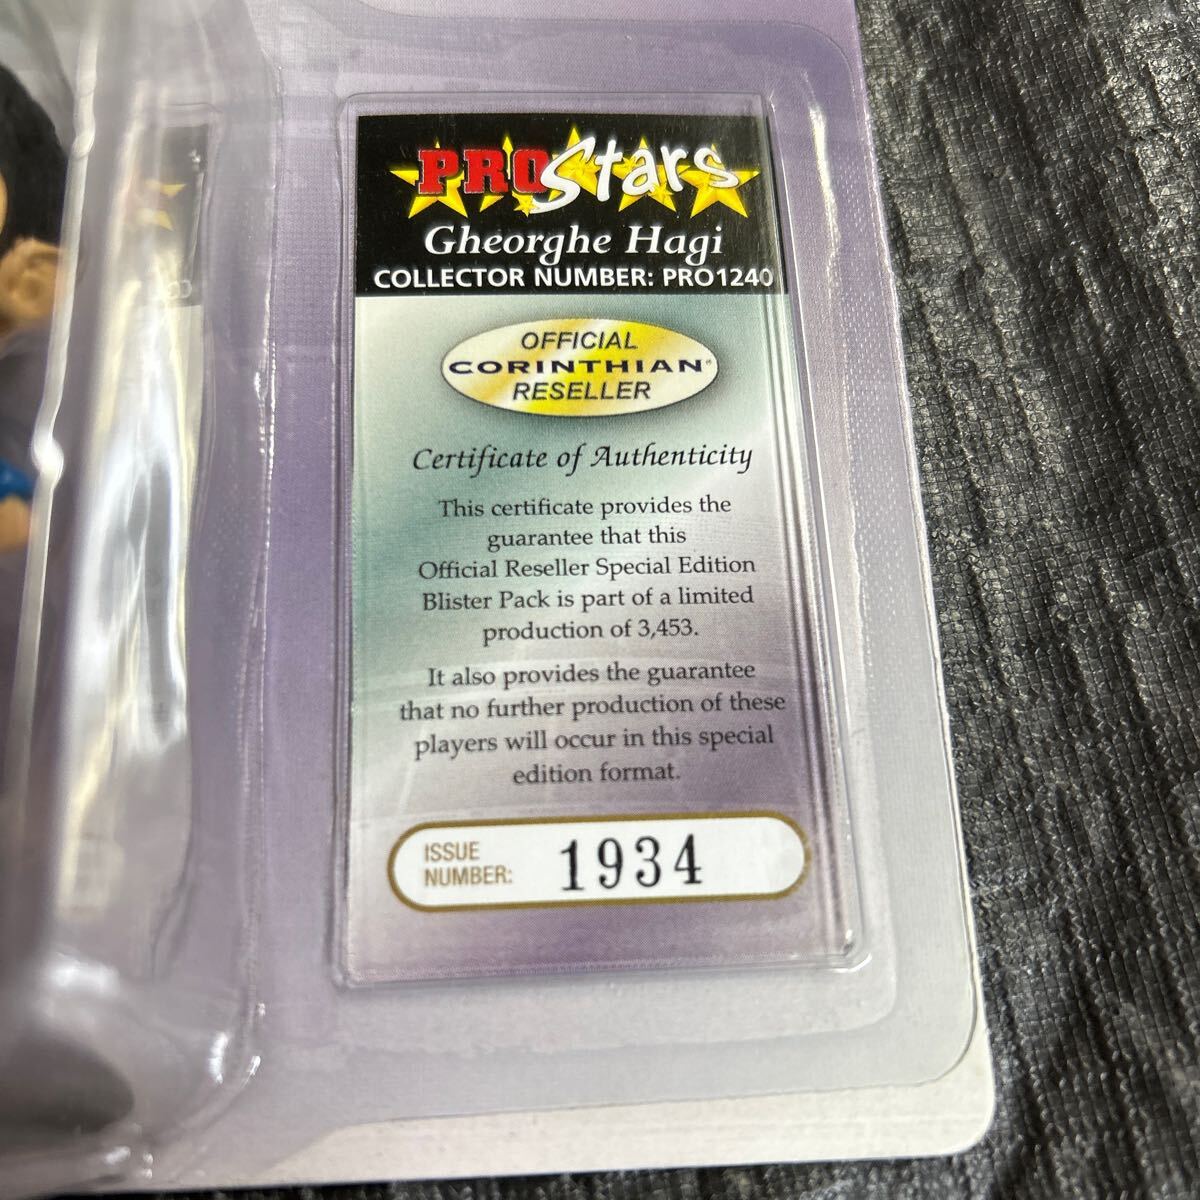 PROStars
Gheorghe Hagi
COLLECTOR NUMBER: PRO1240
OFFICIAL
CORINTHIAN®
RESELLER
Certificate of Authenticity
This certificate provides the
guarantee that this
Official Reseller Special Edition
Blister Pack is part of a limited
production of 3,453.
It also provides the guarantee
that no further production of these
players will occur in this special
edition format.
ISSUE
NUMBER: 1934